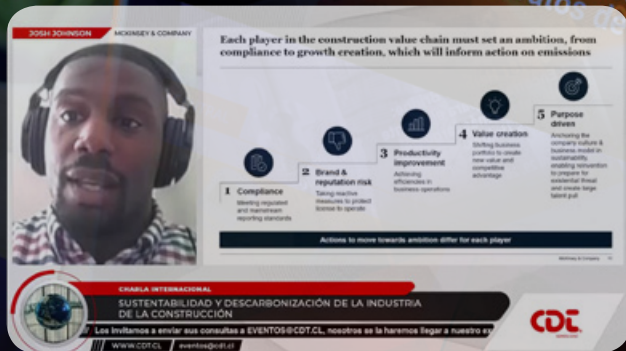 JOSH JOHNSON
MCKINSEY & COMPANY
Each player in the construction value chain must set an ambition, from
compliance to growth creation, which will inform action on emissions
1 Compliance
Meeting regulated
and mainstream
reporting standards
2 Brand &
reputation risk
Taking reactive
measures to protect
license to operate
3 Productivity
improvement
Achieving
efficiencies in
business operations
4 Value creation
Shifting business
portfolio to create
new value and
competitive
advantage
5 Purpose
driven
Anchoring the
company culture &
business model in
sustainability,
enabling reinvention
to prepare for
existential threat
and create large
talent pull
Actions to move towards ambition differ for each player
McKinsey & Company
CHARLA INTERNACIONAL
SUSTENTABILIDAD Y DESCARBONIZACIÓN DE LA INDUSTRIA
DE LA CONSTRUCCIÓN
Los invitamos a enviar sus consultas a EVENTOS@CDT.CL, nosotros se la haremos llegar a nuestro ex
WWW.CDT.CL
eventos@cdt.cl
CDT.